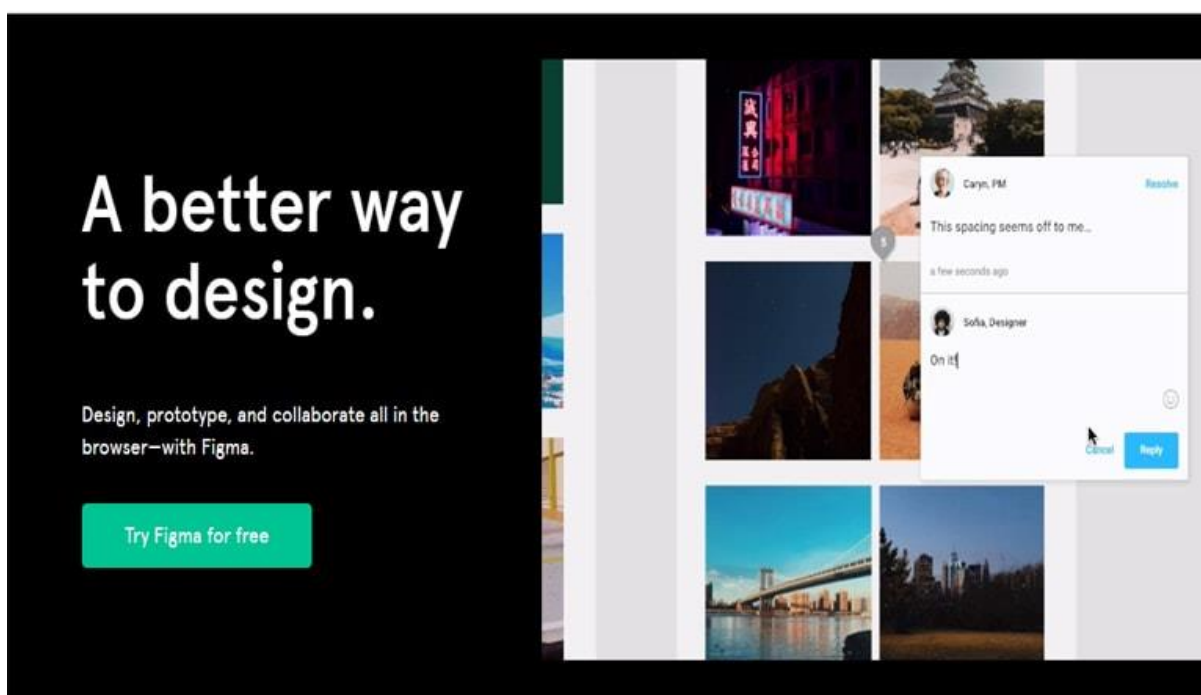 A better way
to design.
Design, prototype, and collaborate all in the
browser—with Figma.
Try Figma for free
Caryn, PM
Resolve
This spacing seems off to me...
a few seconds ago
Sofia, Designer
On it!
Cancel
Reply